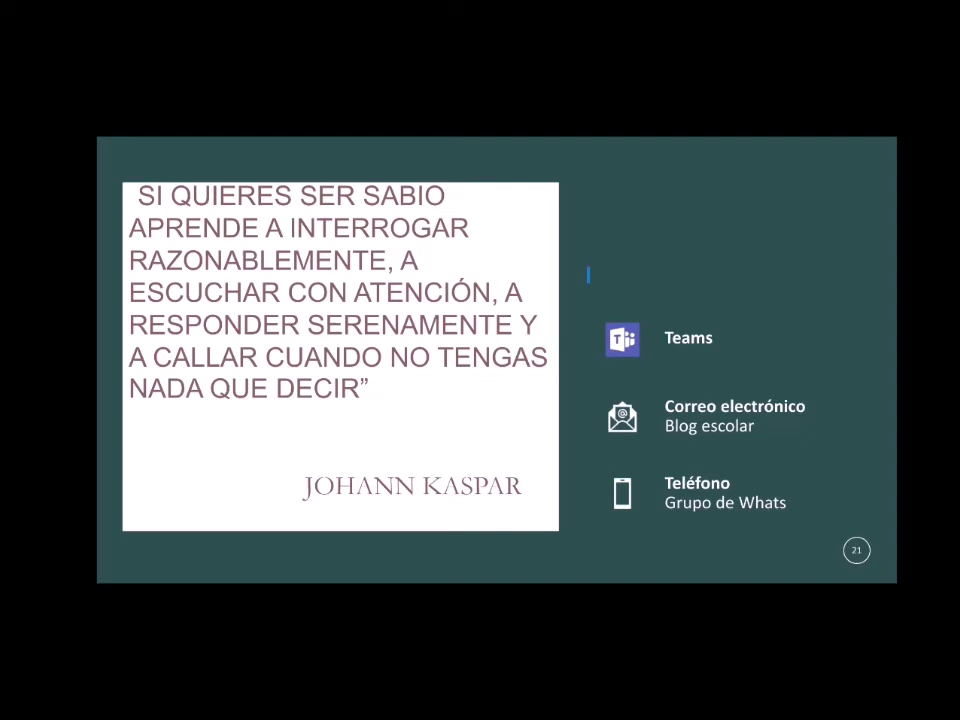 SI QUIERES SER SABIO
APRENDE A INTERROGAR
RAZONABLEMENTE, A
ESCUCHAR CON ATENCIÓN, A
RESPONDER SERENAMENTE Y
A CALLAR CUANDO NO TENGAS
NADA QUE DECIR”
JOHANN KASPAR
Teams
Correo electrónico
Blog escolar
Teléfono
Grupo de Whats
21